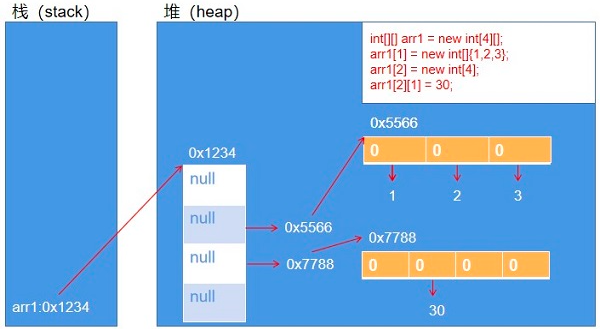 栈（stack）
堆（heap）
int[][] arr1 = new int[4][];
arr1[1] = new int[]{1,2,3};
arr1[2] = new int[4];
arr1[2][1] = 30;
0x5566
0x1234
0 0 0
null
1 2 3
null
0x5566
0x7788
null
0x7788
0 0 0 0
null
arr1:0x1234
30